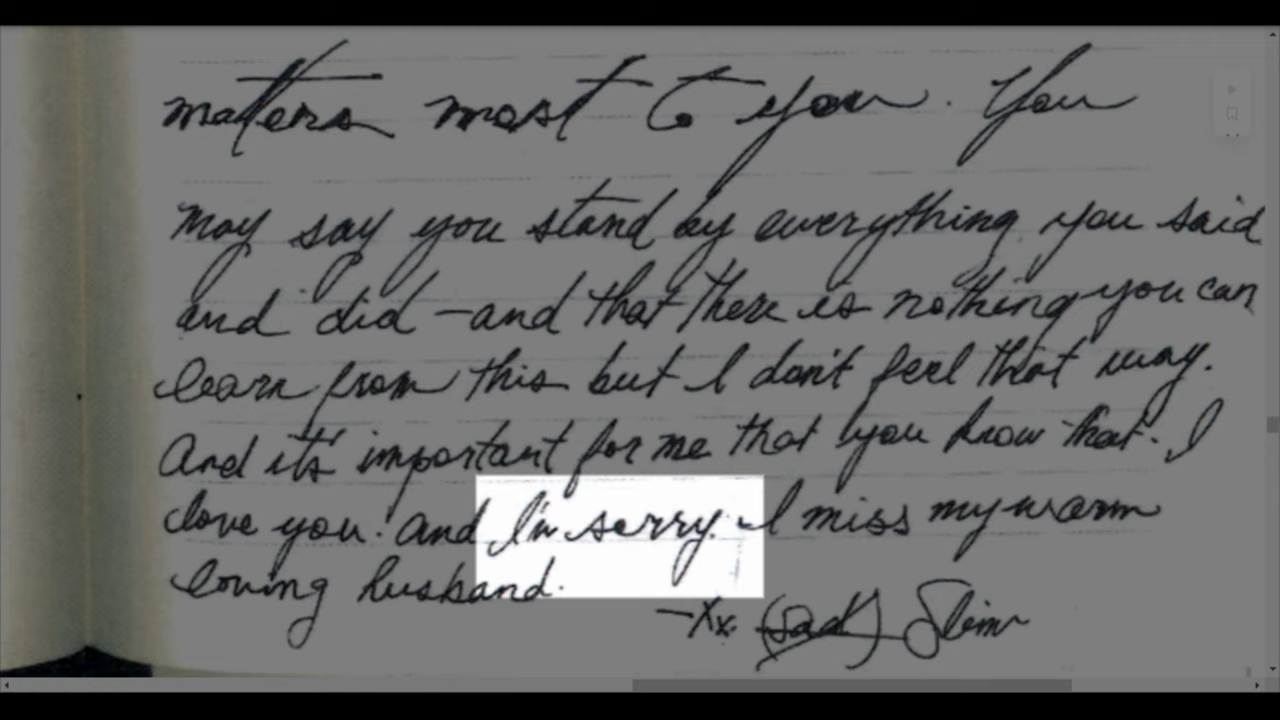 matters most to you. You
may say you stand by everything you said
and did - and that there is nothing you can
learn from this but I don't feel that way.
And it's important for me that you know that. I
love you! and I'm sorry. I miss my warm
loving husband.
-Xx. (sad) Slim